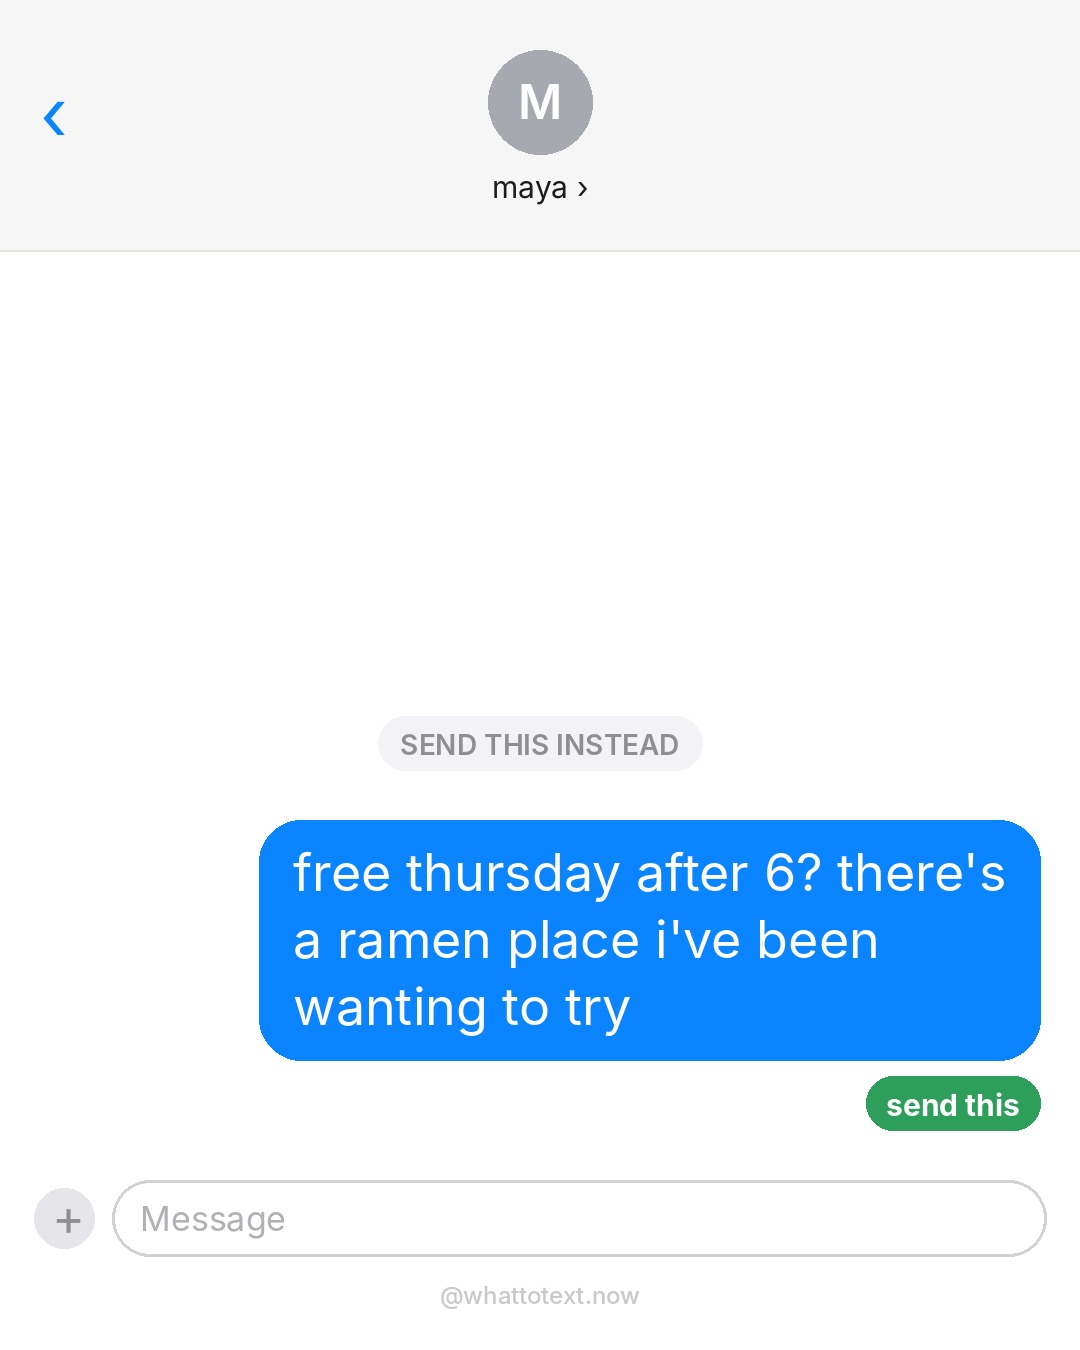 M
maya ›
SEND THIS INSTEAD
free thursday after 6? there's
a ramen place i've been
wanting to try
send this
+
Message
@whattotext.now